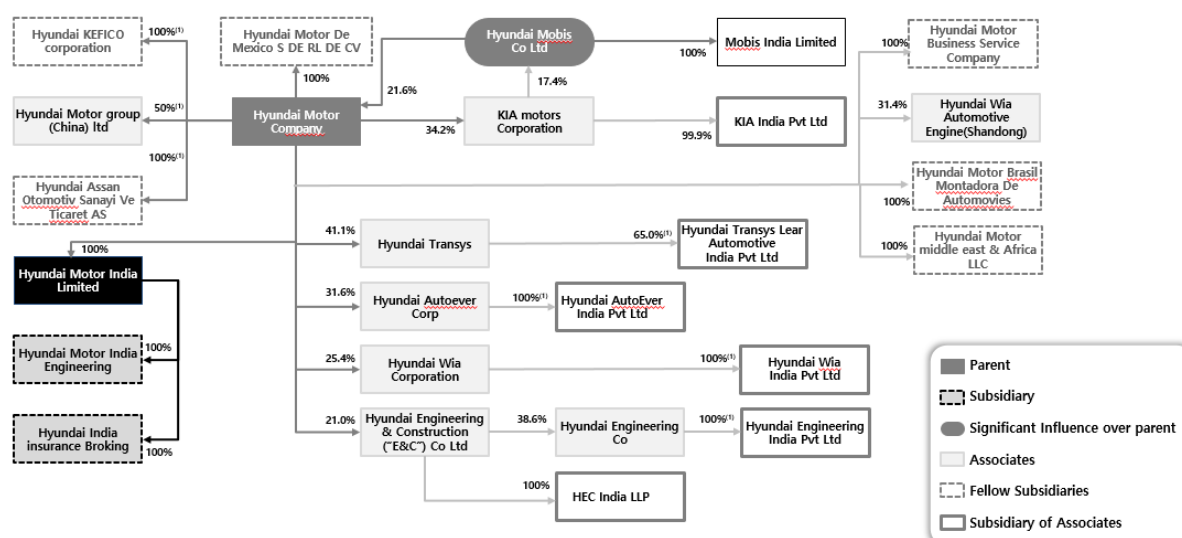 Hyundai KEFICO
corporation
100%(1)
Hyundai Motor De
Mexico S DE RL DE CV
100%
Hyundai Mobis
Co Ltd
100%
Mobis India Limited
100%
Hyundai Motor
Business Service
Company
21.6%
17.4%
Hyundai Motor group
(China) ltd
50%(1)
Hyundai Motor
Company
34.2%
KIA motors
Corporation
99.9%
KIA India Pvt Ltd
31.4%
Hyundai Wia
Automotive
Engine(Shandong)
100%(1)
Hyundai Assan
Otomotiv Sanayi Ve
Ticaret AS
100%
Hyundai Motor Brasil
Montadora De
Automovies
100%
Hyundai Motor India
Limited
41.1%
Hyundai Transys
65.0%(1)
Hyundai Transys Lear
Automotive
India Pvt Ltd
100%
Hyundai Motor
middle east & Africa
LLC
31.6%
Hyundai Autoever
Corp
100%(1)
Hyundai AutoEver
India Pvt Ltd
Hyundai Motor India
Engineering
100%
25.4%
Hyundai Wia
Corporation
100%(1)
Hyundai Wia
India Pvt Ltd
Hyundai India
insurance Broking
100%
21.0%
Hyundai Engineering
& Construction
("E&C") Co Ltd
38.6%
Hyundai Engineering
Co
100%(1)
Hyundai Engineering
India Pvt Ltd
100%
HEC India LLP
Parent
Subsidiary
Significant Influence over parent
Associates
Fellow Subsidiaries
Subsidiary of Associates